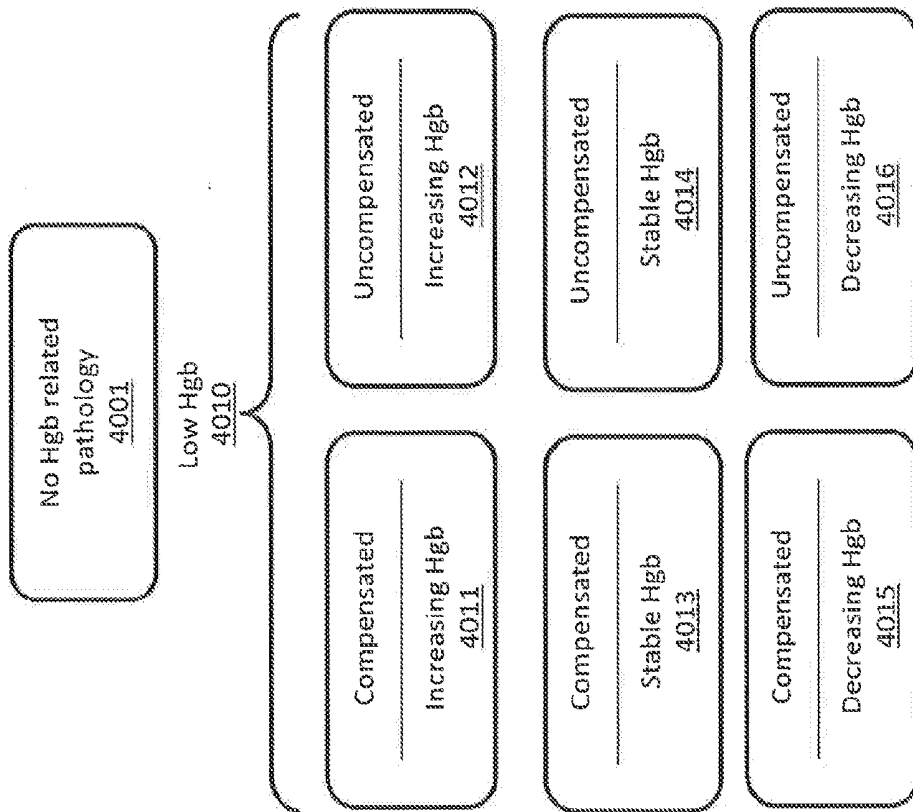 No Hgb related
pathology
4001
Low Hgb
4010
Compensated
Increasing Hgb
4011
Uncompensated
Increasing Hgb
4012
Compensated
Stable Hgb
4013
Uncompensated
Stable Hgb
4014
Compensated
Decreasing Hgb
4015
Uncompensated
Decreasing Hgb
4016